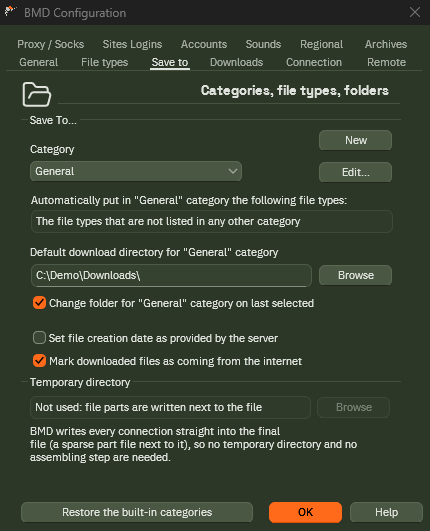 BMD Configuration
Proxy / Socks Sites Logins Accounts Sounds Regional Archives
General File types Save to Downloads Connection Remote
Categories, file types, folders
Save To...
New
Category
General
Edit...
Automatically put in "General" category the following file types:
The file types that are not listed in any other category
Default download directory for "General" category
C:\Demo\Downloads\
Browse
Change folder for "General" category on last selected
Set file creation date as provided by the server
Mark downloaded files as coming from the internet
Temporary directory
Not used: file parts are written next to the file
Browse
BMD writes every connection straight into the final
file (a sparse part file next to it), so no temporary directory and no
assembling step are needed.
Restore the built-in categories OK Help